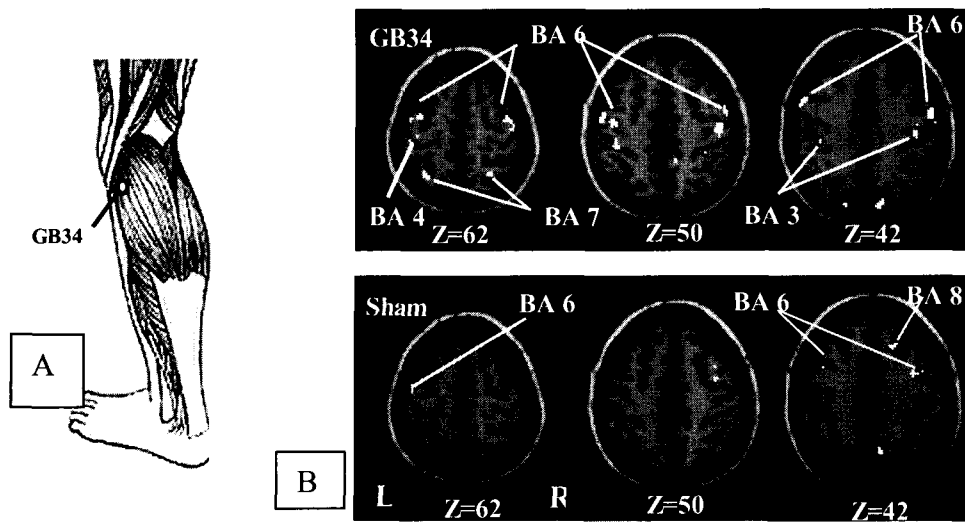 GB34
A
GB34
BA 6
BA 6
BA 4
BA 7
BA 3
Z=62
Z=50
Z=42
Sham
BA 6
BA 6
BA 8
B
L
R
Z=62
Z=50
Z=42